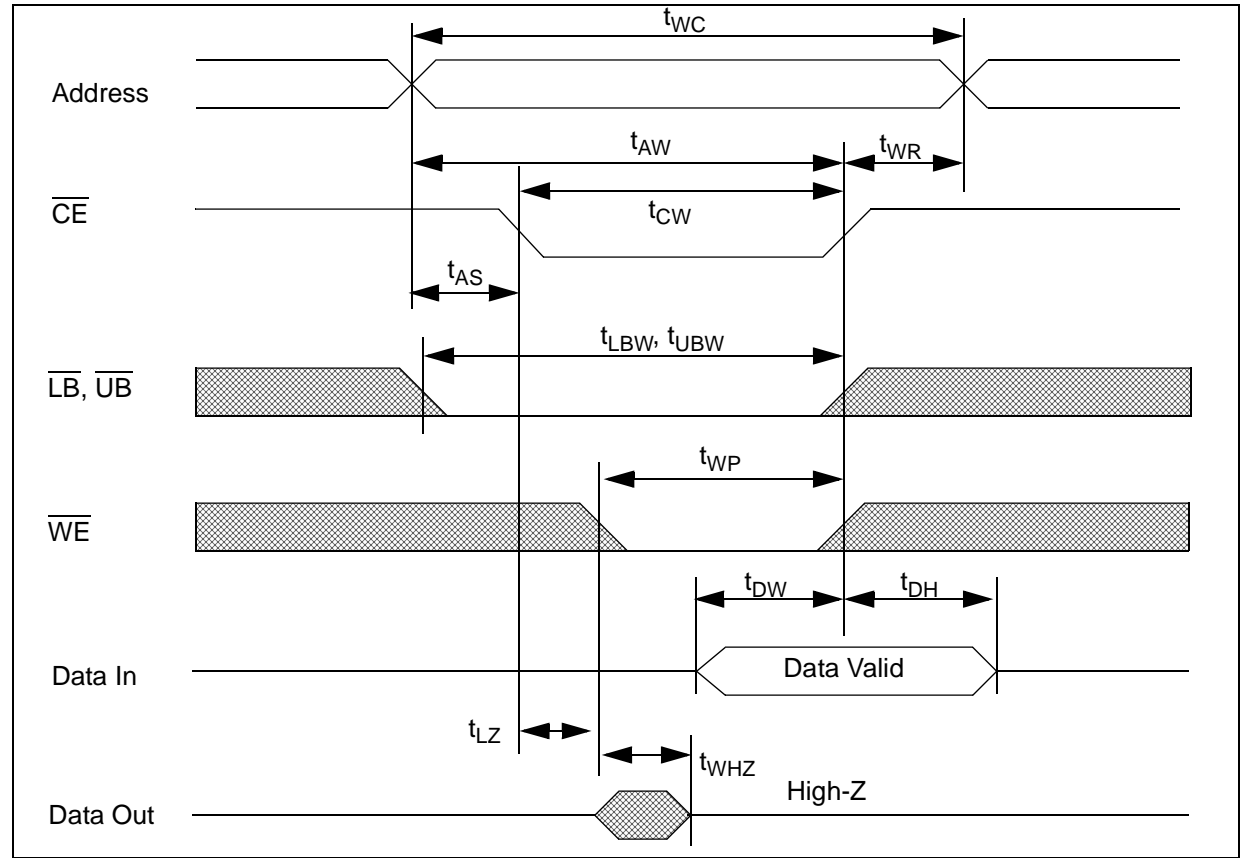 tWC
Address
tAW
tWR
CE
tCW
tAS
tLBW, tUBW
LB, UB
tWP
WE
tDW
tDH
Data In
Data Valid
tLZ
tWHZ
Data Out
High-Z